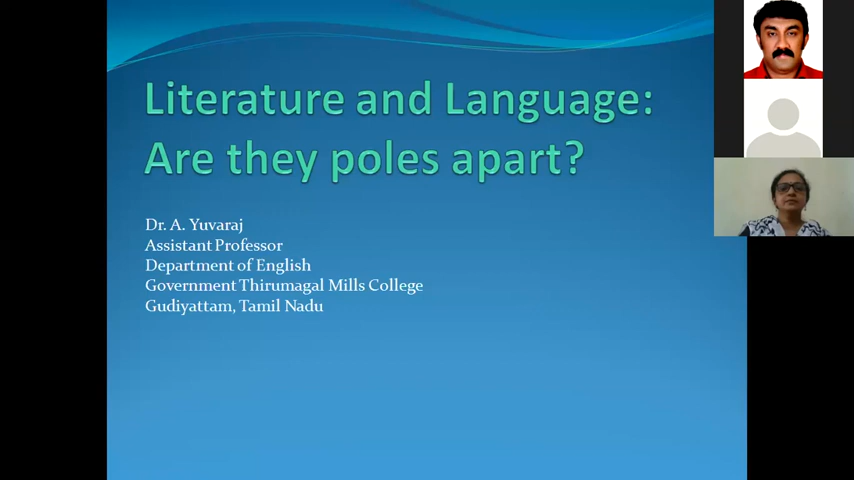 Literature and Language:
Are they poles apart?
Dr. A. Yuvaraj
Assistant Professor
Department of English
Government Thirumagal Mills College
Gudiyattam, Tamil Nadu